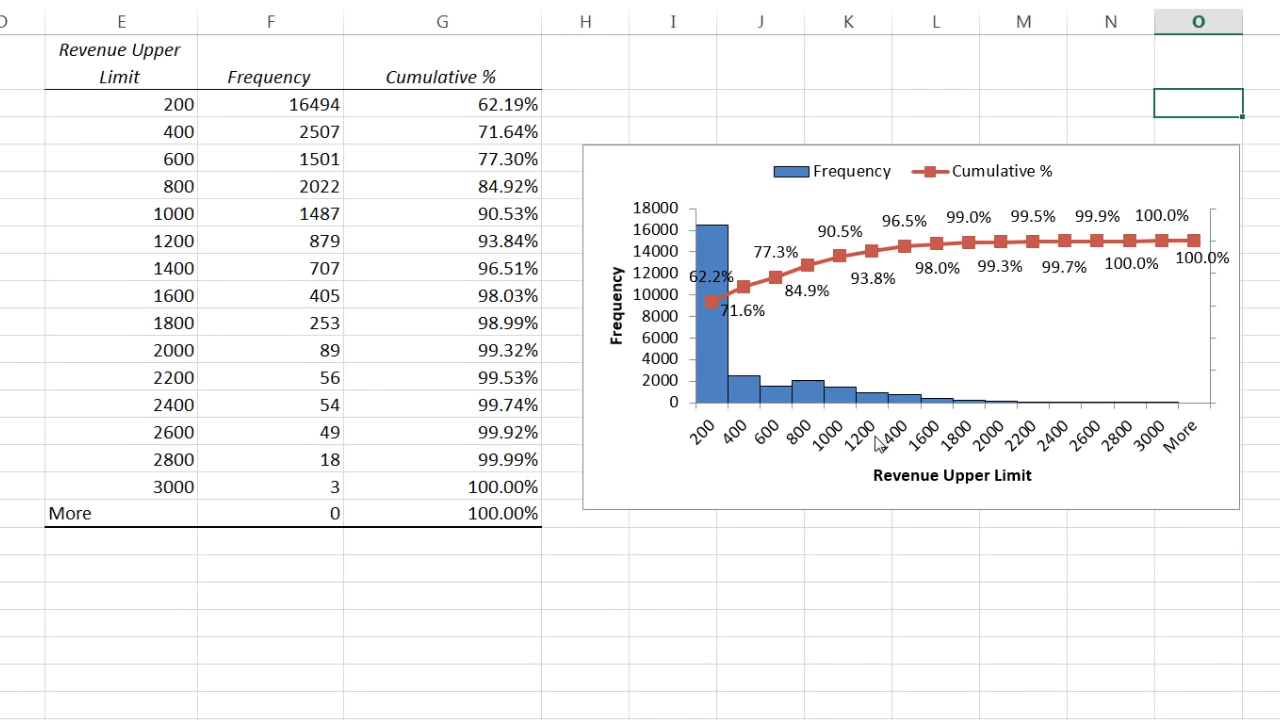 D E F G H I J K L M N O
Revenue Upper
Limit Frequency Cumulative %
200 16494 62.19%
400 2507 71.64%
600 1501 77.30%
800 2022 84.92%
1000 1487 90.53%
1200 879 93.84%
1400 707 96.51%
1600 405 98.03%
1800 253 98.99%
2000 89 99.32%
2200 56 99.53%
2400 54 99.74%
2600 49 99.92%
2800 18 99.99%
3000 3 100.00%
More 0 100.00%
Frequency Cumulative %
18000
16000
14000
12000
10000
8000
6000
4000
2000
0
Frequency
62.2% 71.6% 77.3% 84.9% 90.5% 93.8% 96.5% 98.0% 99.0% 99.3% 99.5% 99.7% 99.9% 100.0% 100.0% 100.0%
200 400 600 800 1000 1200 1400 1600 1800 2000 2200 2400 2600 2800 3000 More
Revenue Upper Limit